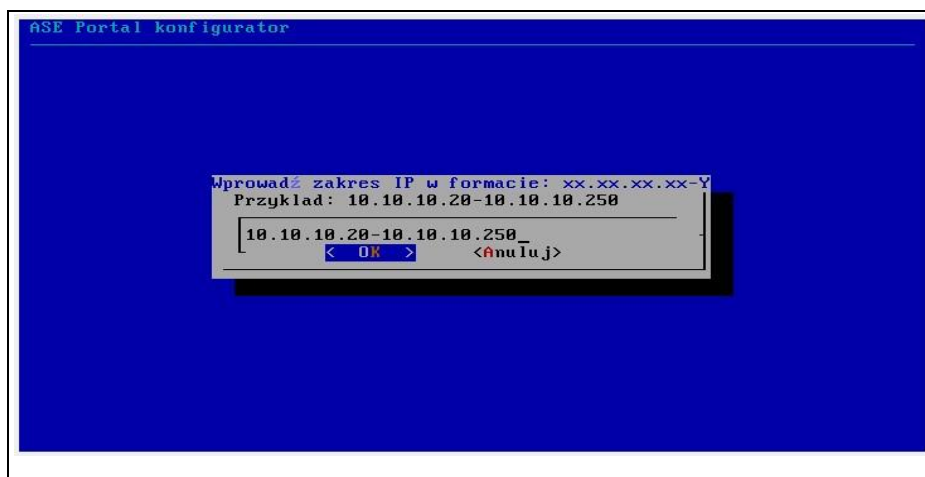 ASE Portal konfigurator
Wprowadź zakres IP w formacie: xx.xx.xx.xx-Y
Przyklad: 10.10.10.20-10.10.10.250
10.10.10.20-10.10.10.250_
< OK > <Anuluj>